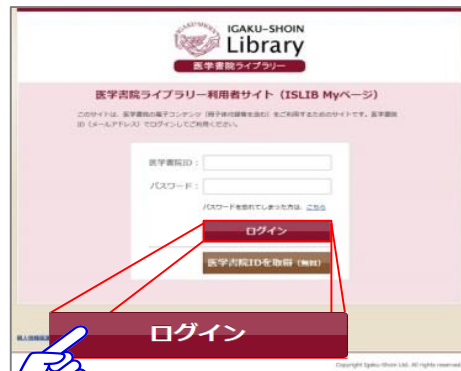 IGAKU-SHOIN
Library
医学書院ライブラリー
医学書院ライブラリー利用者サイト（ISLIB Myページ）
このサイトは、医学書院の電子コンテンツ（冊子体付録等を含む）をご利用するためのサイトです。医学書院
ID（メールアドレス）でログインしてご利用ください。
医学書院ID：
パスワード：
パスワードを忘れてしまった方は、こちら
ログイン
医学書院IDを取得（無料）
ログイン
Copyright Igaku-Shoin Ltd. All rights reserved